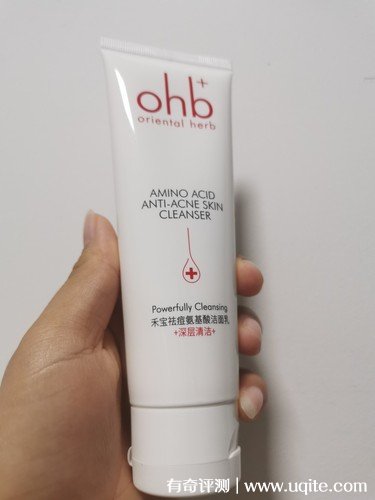 ohb+
oriental herb
AMINO ACID
ANTI-ACNE SKIN
CLEANSER
Powerfully Cleansing
禾宝祛痘氨基酸洁面乳
+深层清洁+
有奇评测 www.uqite.com